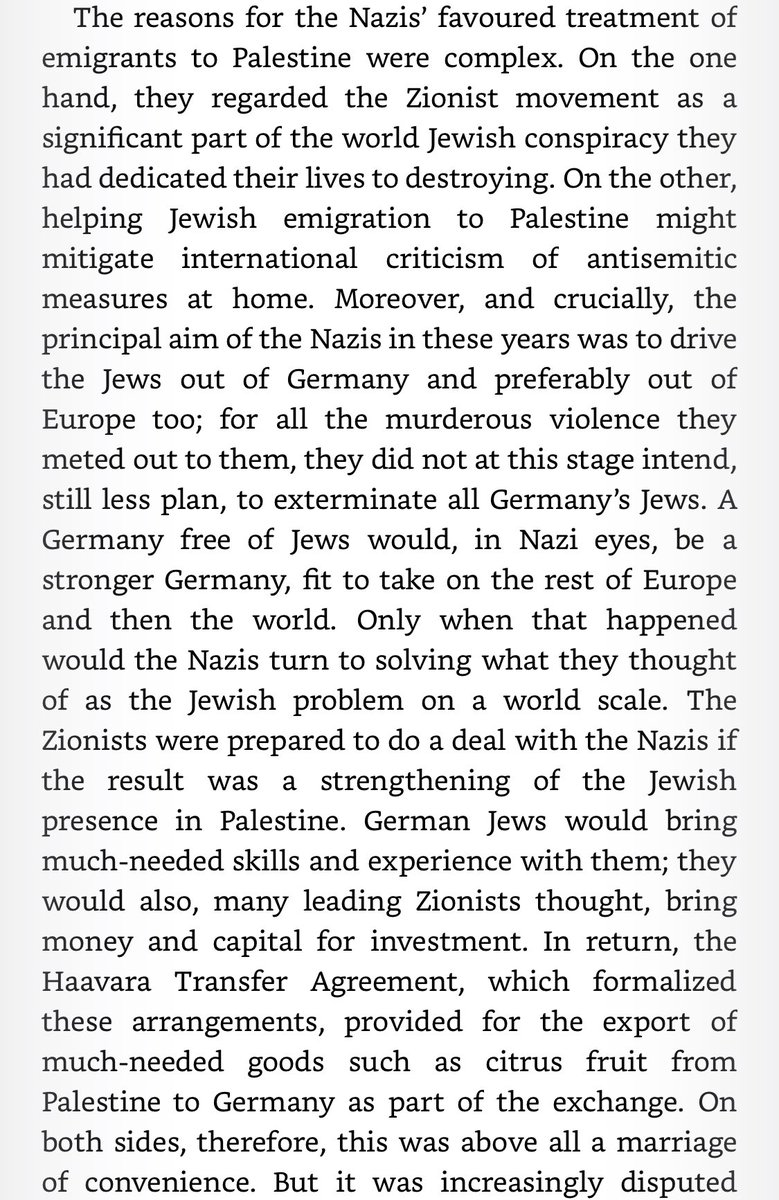 The reasons for the Nazis’ favoured treatment of
emigrants to Palestine were complex. On the one
hand, they regarded the Zionist movement as a
significant part of the world Jewish conspiracy they
had dedicated their lives to destroying. On the other,
helping Jewish emigration to Palestine might
mitigate international criticism of antisemitic
measures at home. Moreover, and crucially, the
principal aim of the Nazis in these years was to drive
the Jews out of Germany and preferably out of
Europe too; for all the murderous violence they
meted out to them, they did not at this stage intend,
still less plan, to exterminate all Germany’s Jews. A
Germany free of Jews would, in Nazi eyes, be a
stronger Germany, fit to take on the rest of Europe
and then the world. Only when that happened
would the Nazis turn to solving what they thought
of as the Jewish problem on a world scale. The
Zionists were prepared to do a deal with the Nazis if
the result was a strengthening of the Jewish
presence in Palestine. German Jews would bring
much-needed skills and experience with them; they
would also, many leading Zionists thought, bring
money and capital for investment. In return, the
Haavara Transfer Agreement, which formalized
these arrangements, provided for the export of
much-needed goods such as citrus fruit from
Palestine to Germany as part of the exchange. On
both sides, therefore, this was above all a marriage
of convenience. But it was increasingly disputed